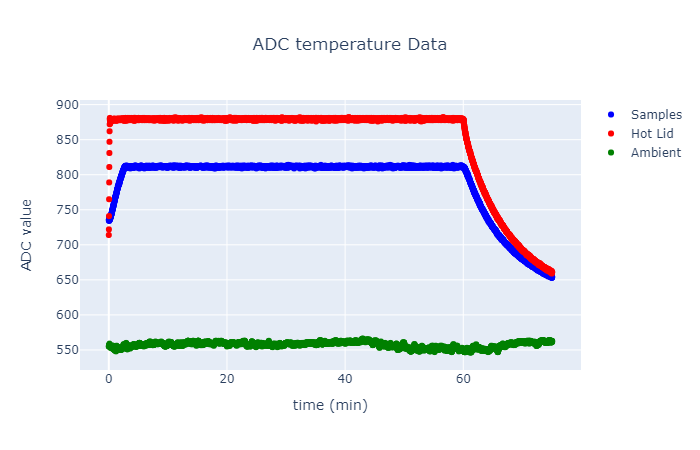 ADC temperature Data
900
850
800
750
700
650
600
550
ADC value
0
20
40
60
time (min)
Samples
Hot Lid
Ambient